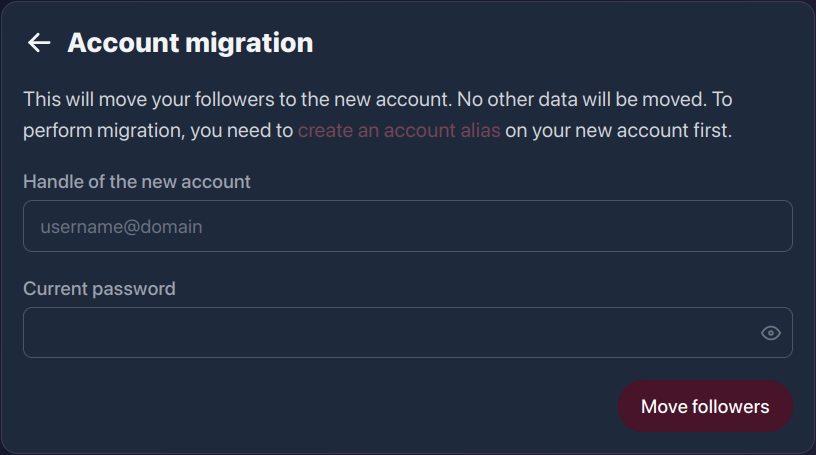 Account migration
This will move your followers to the new account. No other data will be moved. To
perform migration, you need to create an account alias on your new account first.
Handle of the new account
username@domain
Current password
Move followers